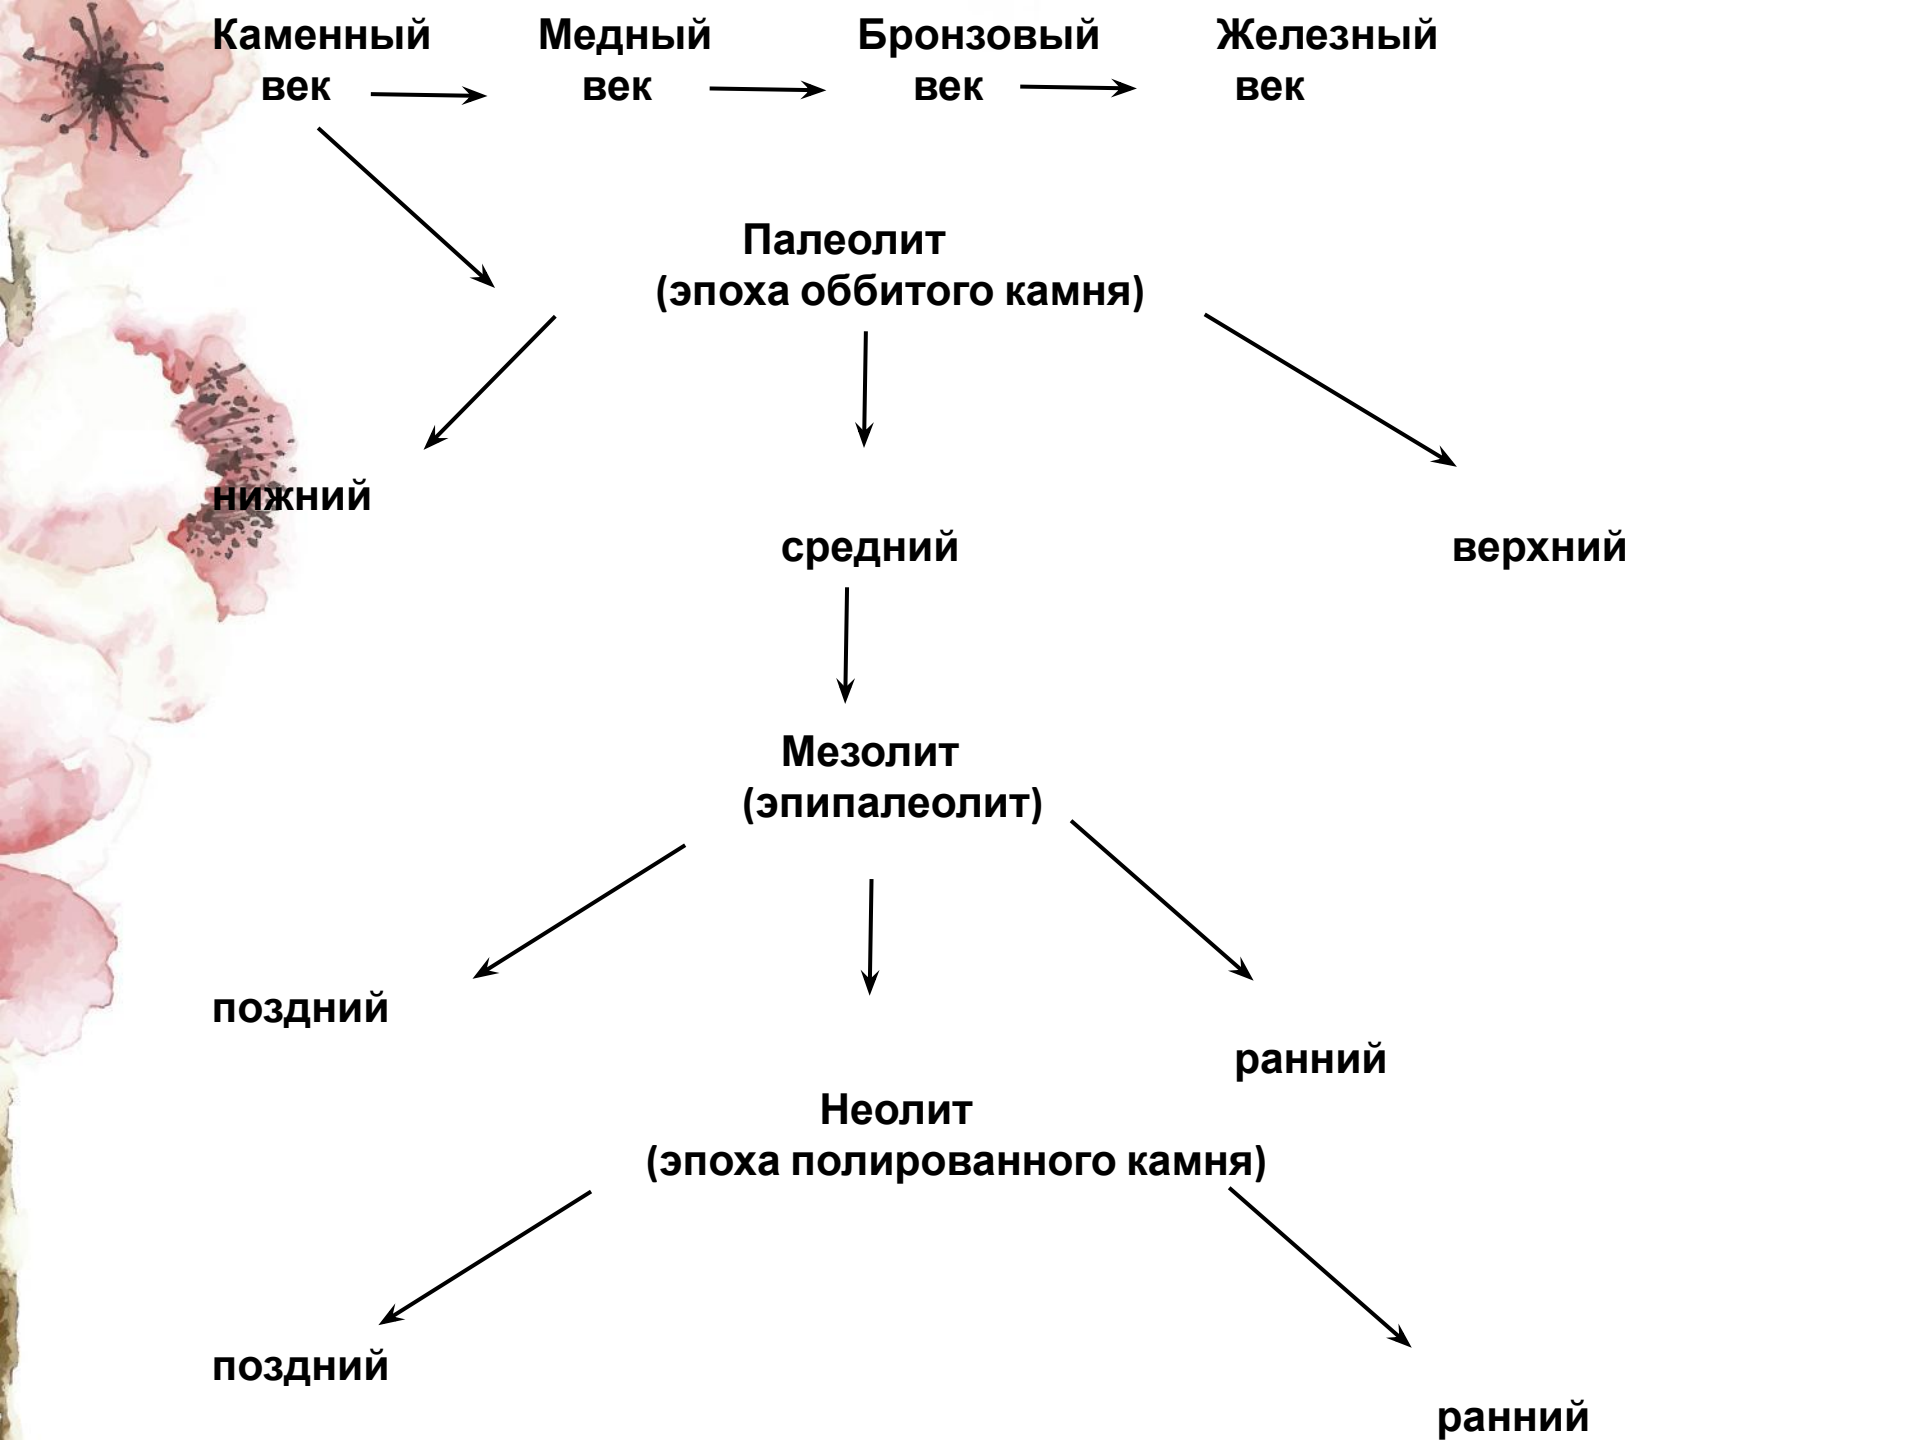 Каменный Медный Бронзовый Железный
век век век век
Палеолит
(эпоха оббитого камня)
нижний
средний верхний
Мезолит
(эпипалеолит)
поздний
ранний
Неолит
(эпоха полированного камня)
поздний
ранний